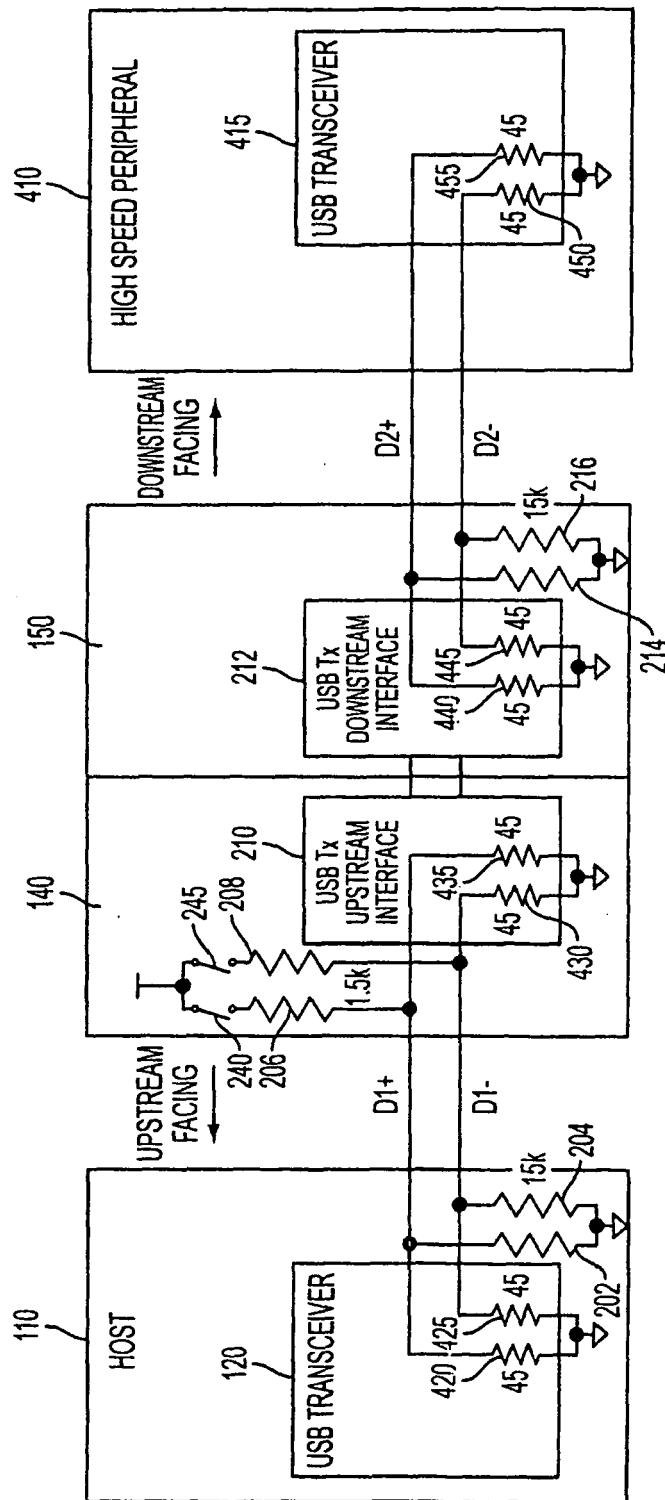 110
HOST
120
USB TRANSCEIVER
420
425
45
45
15k
202
204
UPSTREAM
FACING
D1+
D1-
140
240
245
206
208
1.5k
210
USB Tx
UPSTREAM
INTERFACE
435
45
45
430
150
212
USB Tx
DOWNSTREAM
INTERFACE
440
445
45
45
15k
214
216
DOWNSTREAM
FACING
D2+
D2-
410
HIGH SPEED PERIPHERAL
415
USB TRANSCEIVER
455
45
45
450